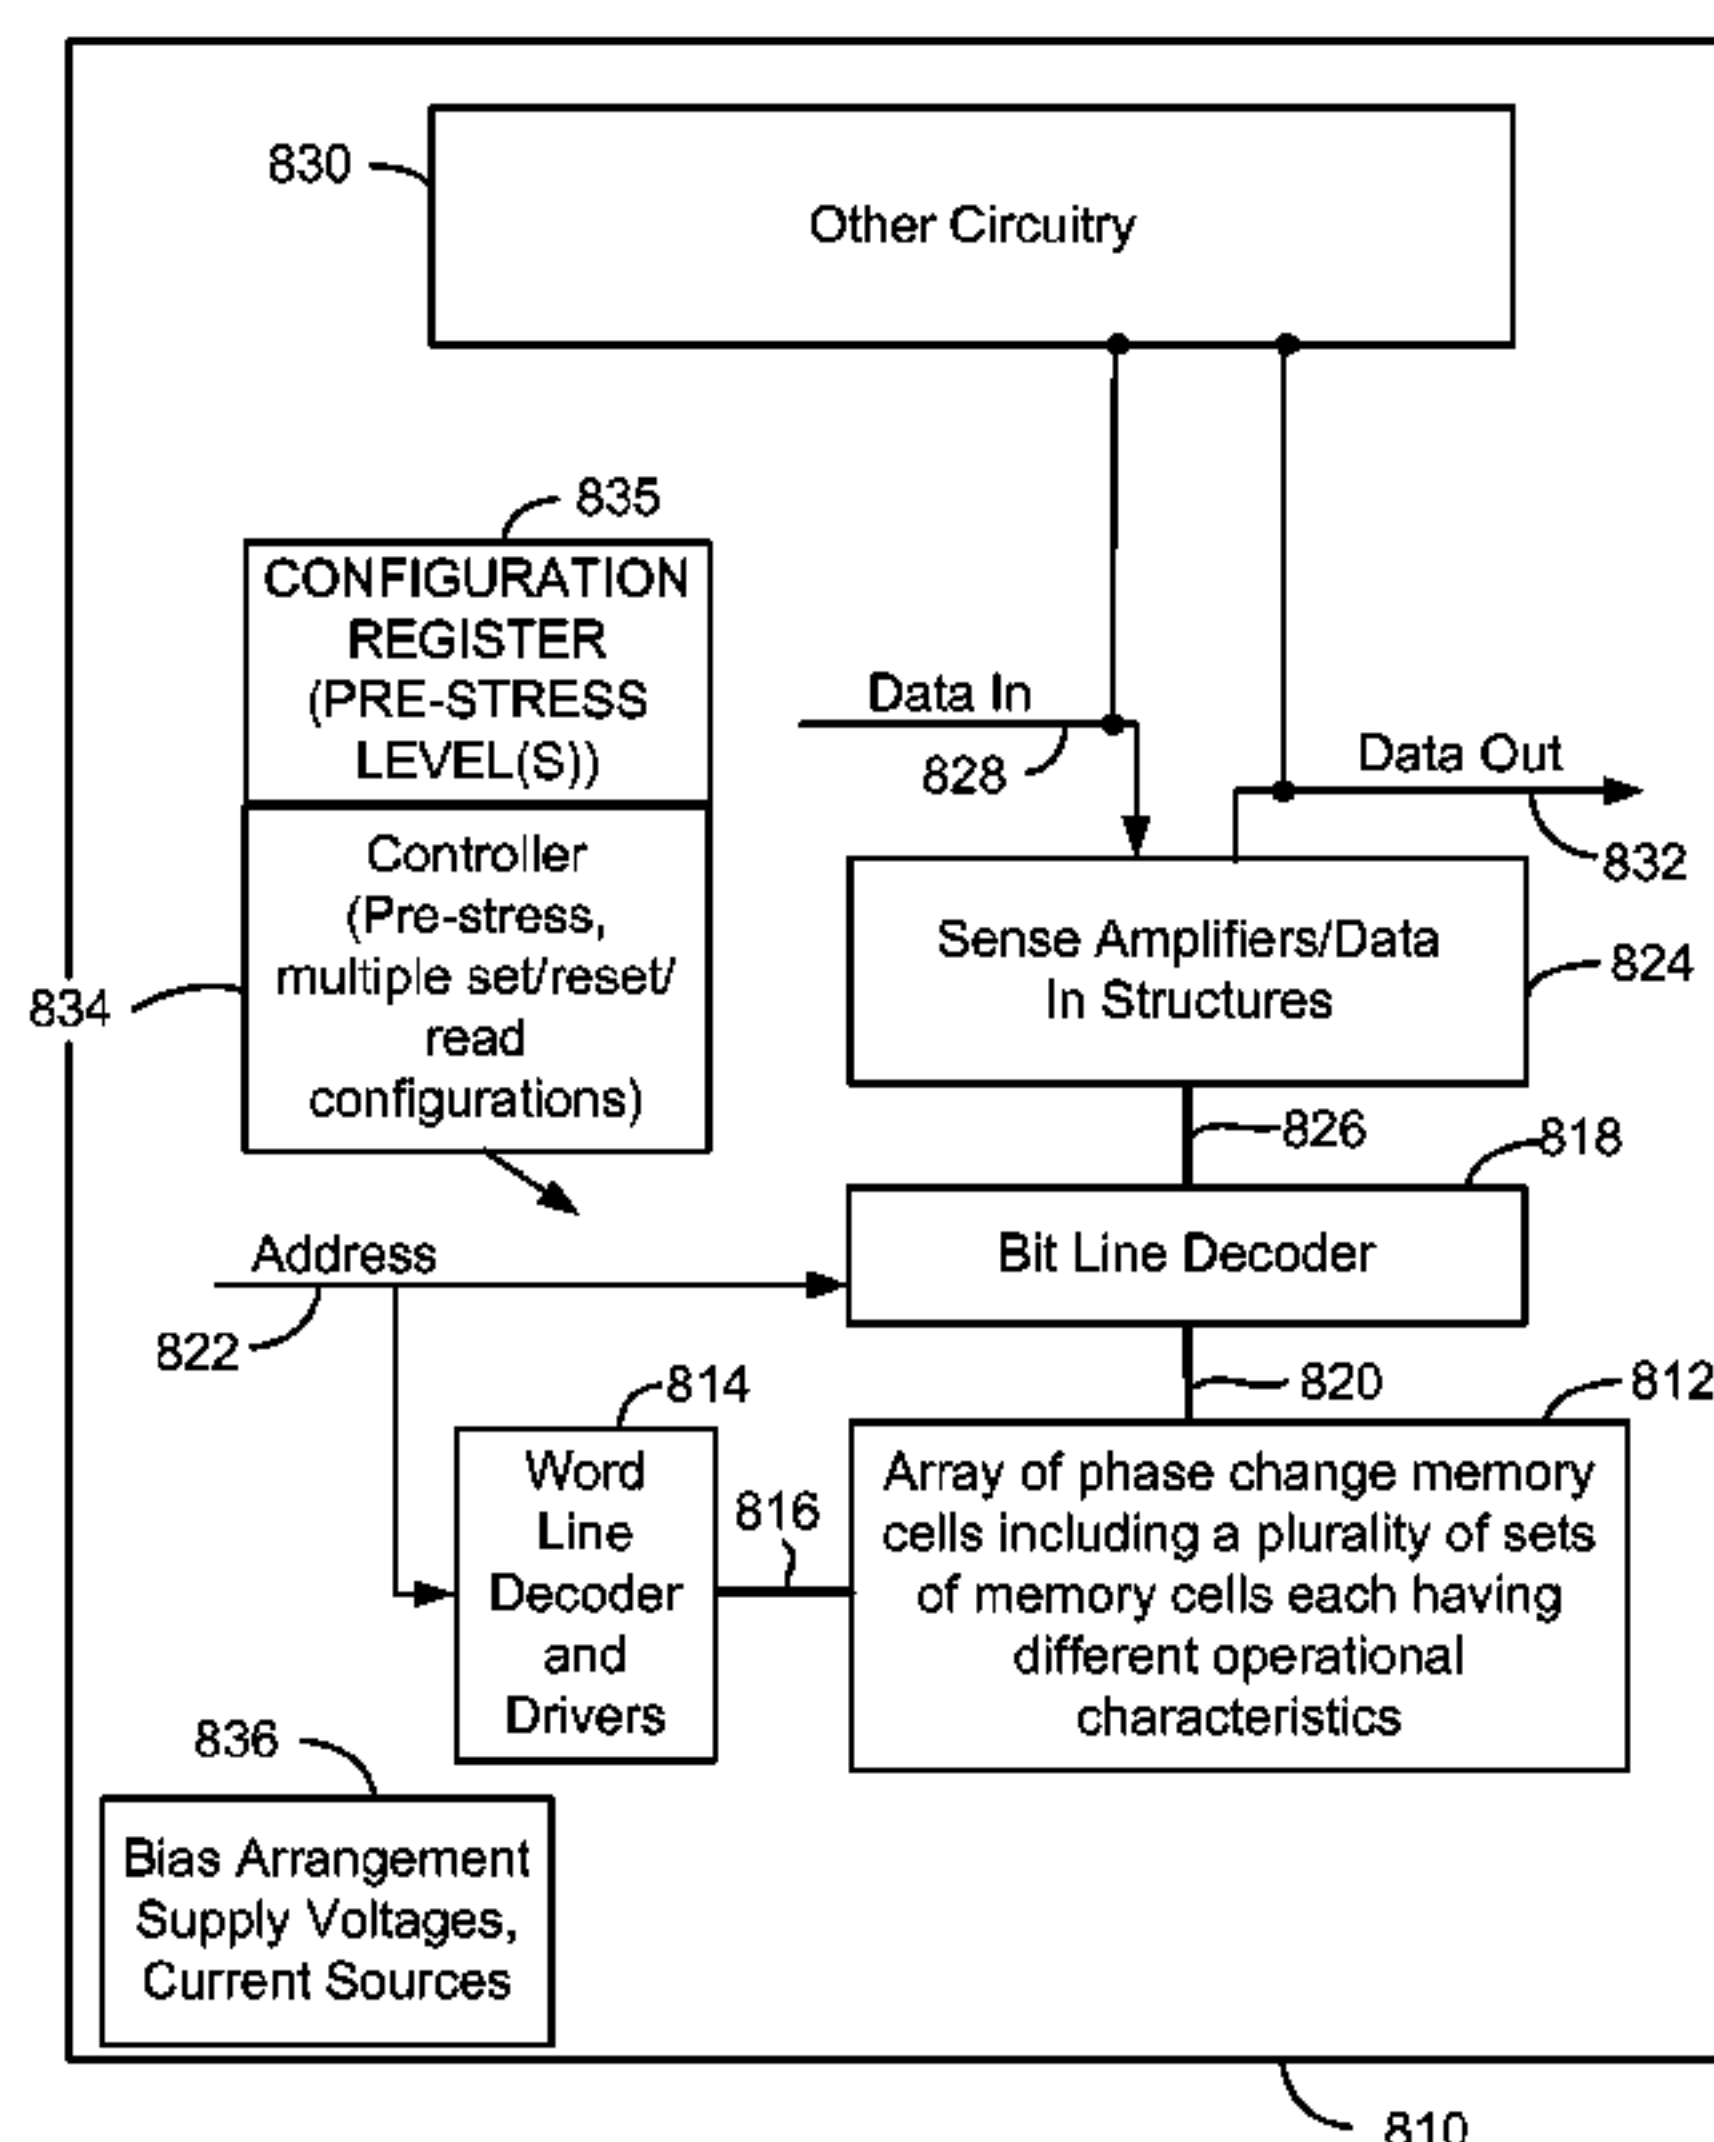 830
Other Circuitry
835
CONFIGURATION
REGISTER
(PRE-STRESS
LEVEL(S))
Data In
828
Data Out
832
Controller
(Pre-stress,
multiple set/reset/
read
configurations)
834
Sense Amplifiers/Data
In Structures
824
826
818
Bit Line Decoder
Address
822
820
812
814
Word
Line
Decoder
and
Drivers
816
Array of phase change memory
cells including a plurality of sets
of memory cells each having
different operational
characteristics
836
Bias Arrangement
Supply Voltages,
Current Sources
810